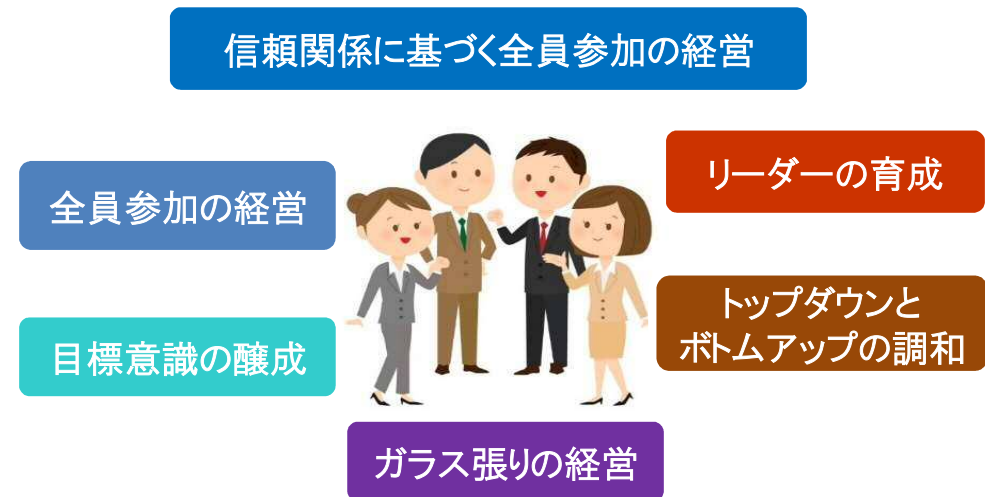 信頼関係に基づく全員参加の経営
全員参加の経営
リーダーの育成
目標意識の醸成
トップダウンと
ボトムアップの調和
ガラス張りの経営